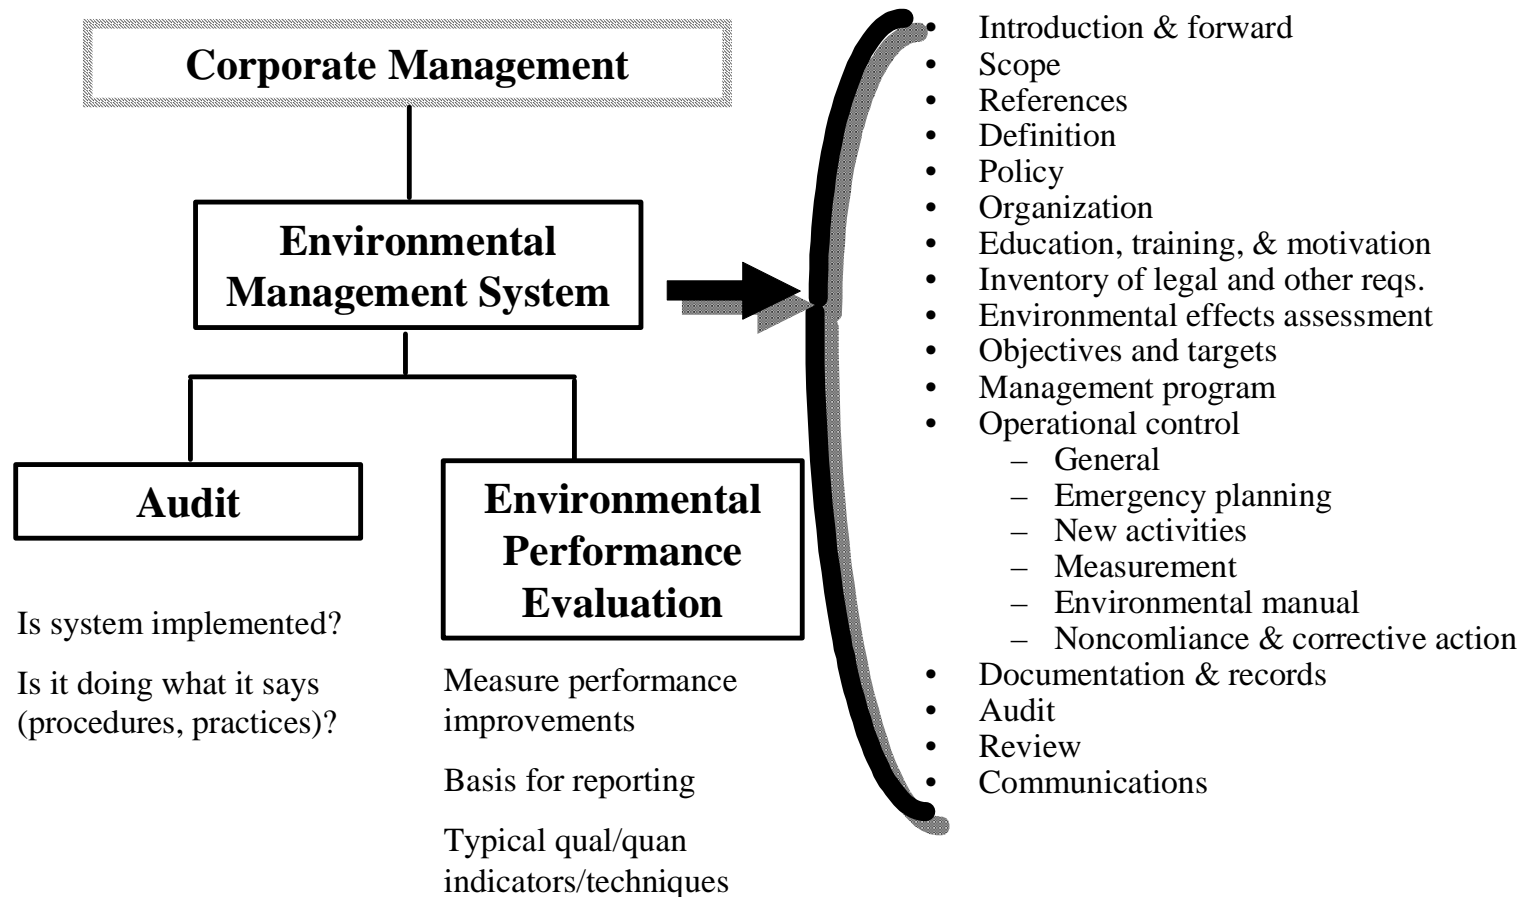 Corporate Management
Environmental
Management System
Audit
Is system implemented?
Is it doing what it says
(procedures, practices)?
Environmental
Performance
Evaluation
Measure performance
improvements
Basis for reporting
Typical qual/quan
indicators/techniques
• Introduction & forward
• Scope
• References
• Definition
• Policy
• Organization
• Education, training, & motivation
• Inventory of legal and other reqs.
• Environmental effects assessment
• Objectives and targets
• Management program
• Operational control
– General
– Emergency planning
– New activities
– Measurement
– Environmental manual
– Noncomliance & corrective action
• Documentation & records
• Audit
• Review
• Communications